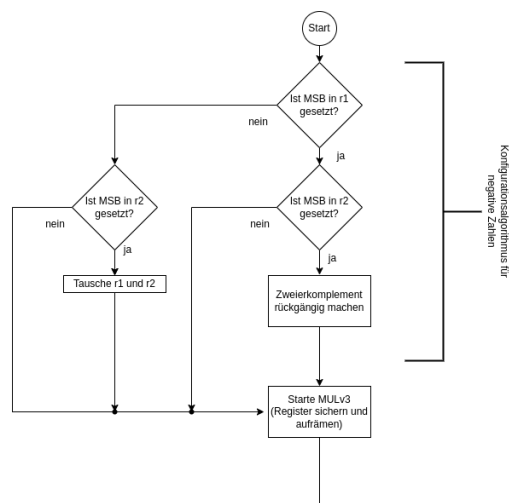 Start
Ist MSB in r1
gesetzt?
nein
ja
Ist MSB in r2
gesetzt?
nein
ja
Ist MSB in r2
gesetzt?
nein
ja
Tausche r1 und r2
Zweierkomplement
rückgängig machen
Starte MULv3
(Register sichern und
aufrämen)
Konfigurationsalgorithmus für
negative Zahlen